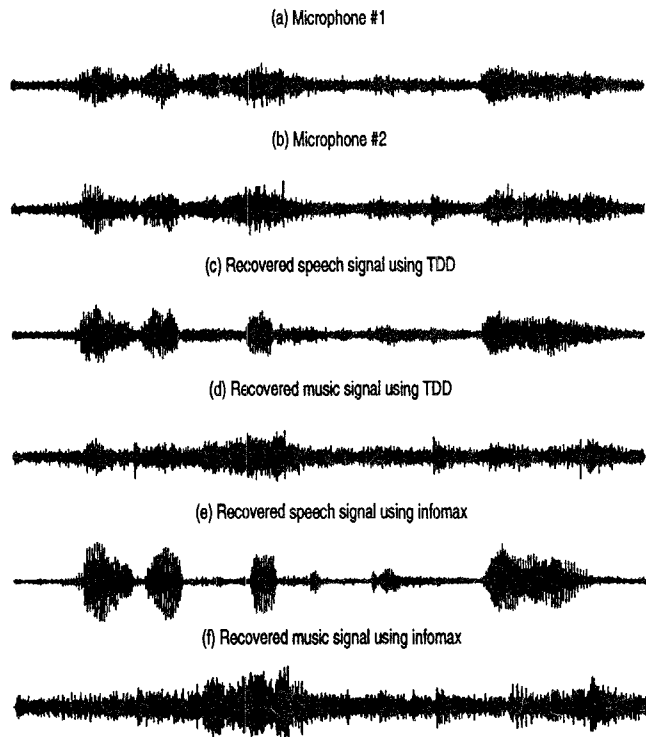 (a) Microphone #1
(b) Microphone #2
(c) Recovered speech signal using TDD
(d) Recovered music signal using TDD
(e) Recovered speech signal using infomax
(f) Recovered music signal using infomax